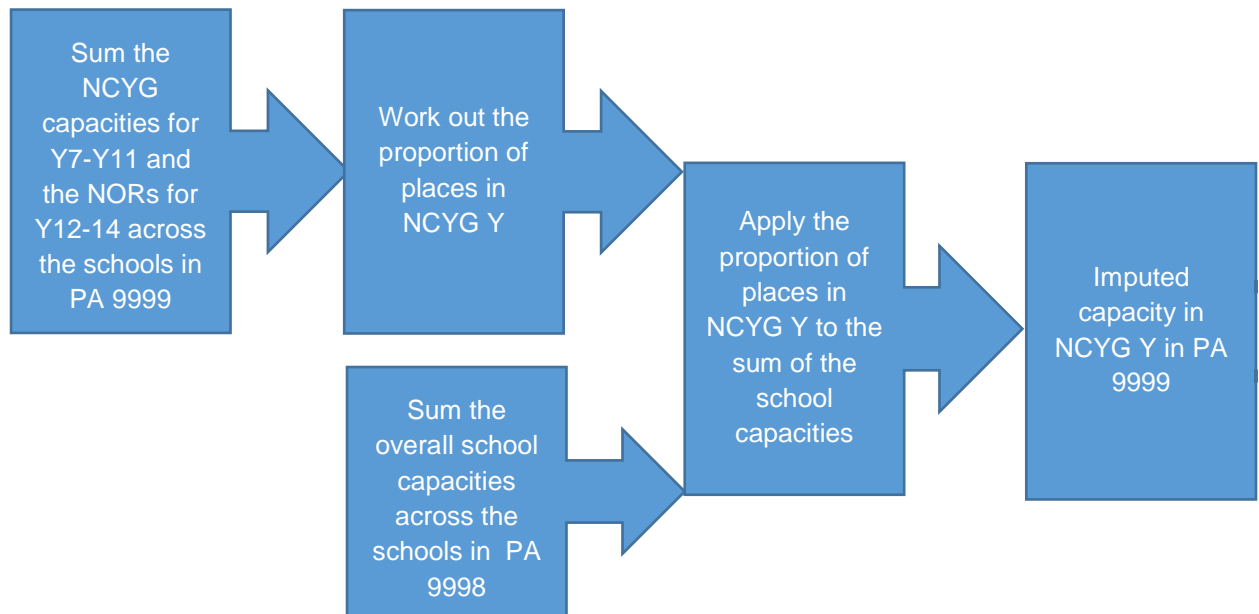 Sum the
NCYG
capacities for
Y7-Y11 and
the NORs for
Y12-14 across
the schools in
PA 9999
Work out the
proportion of
places in
NCYG Y
Sum the
overall school
capacities
across the
schools in PA
9998
Apply the
proportion of
places in
NCYG Y to the
sum of the
school
capacities
Imputed
capacity in
NCYG Y in PA
9999